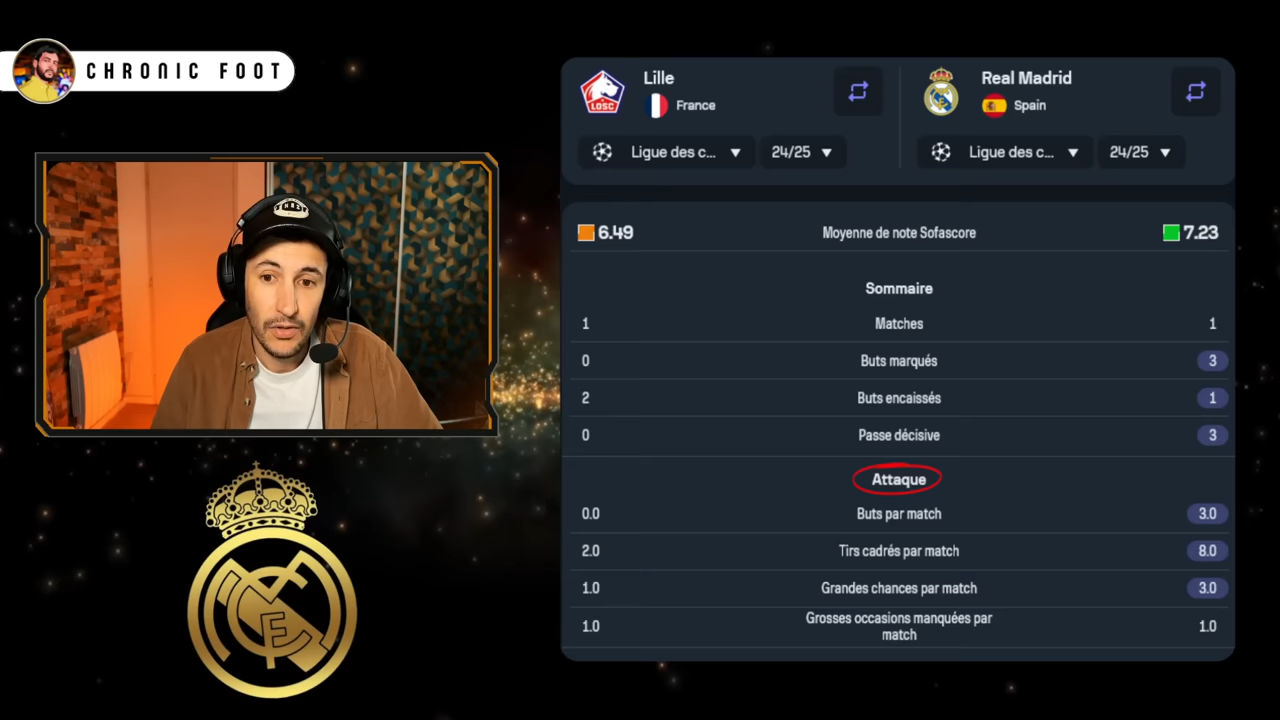 CHRONIC FOOT
Lille
France
Ligue des c...
24/25
Real Madrid
Spain
Ligue des c...
24/25
6.49 Moyenne de note Sofascore 7.23
Sommaire
1 Matches 1
0 Buts marqués 3
2 Buts encaissés 1
0 Passe décisive 3
Attaque
0.0 Buts par match 3.0
2.0 Tirs cadrés par match 8.0
1.0 Grandes chances par match 3.0
1.0 Grosses occasions manquées par 1.0
match
LOSC